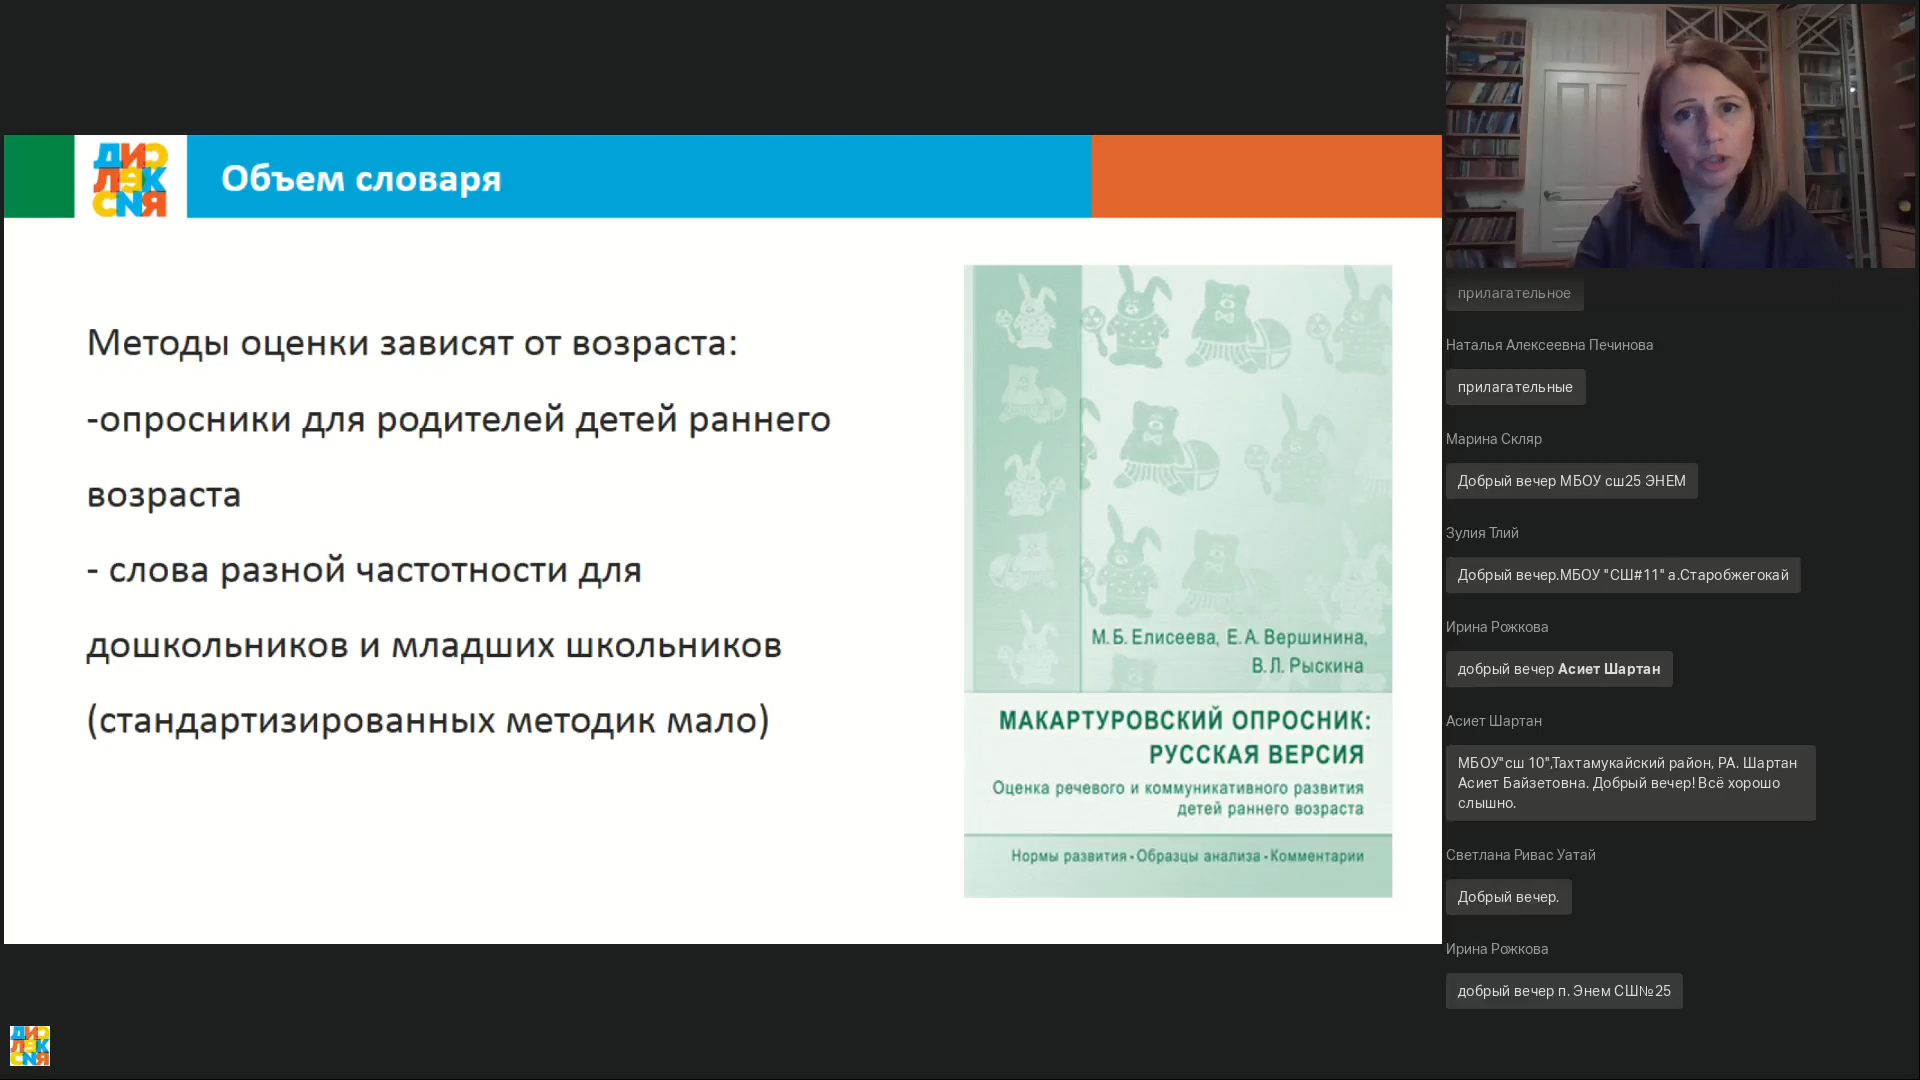 ДИС
ЛЕК
СИЯ
Объем словаря
Методы оценки зависят от возраста:
-опросники для родителей детей раннего
возраста
- слова разной частотности для
дошкольников и младших школьников
(стандартизированных методик мало)
М. Б. Елисеева, Е. А. Вершинина,
В. Л. Рыскина
МАКАРТУРОВСКИЙ ОПРОСНИК:
РУССКАЯ ВЕРСИЯ
Оценка речевого и коммуникативного развития
детей раннего возраста
Нормы развития • Образцы анализа • Комментарии
прилагательное
Наталья Алексеевна Печинова
прилагательные
Марина Скляр
Добрый вечер МБОУ сш25 ЭНЕМ
Зулия Тлий
Добрый вечер.МБОУ "СШ#11" а.Старобжегокай
Ирина Рожкова
добрый вечер Асиет Шартан
Асиет Шартан
МБОУ"сш 10",Тахтамукайский район, РА. Шартан
Асиет Байзетовна. Добрый вечер! Всё хорошо
слышно.
Светлана Ривас Уатай
Добрый вечер.
Ирина Рожкова
добрый вечер п. Энем СШ№25
ДИС
ЛЕК
СИЯ